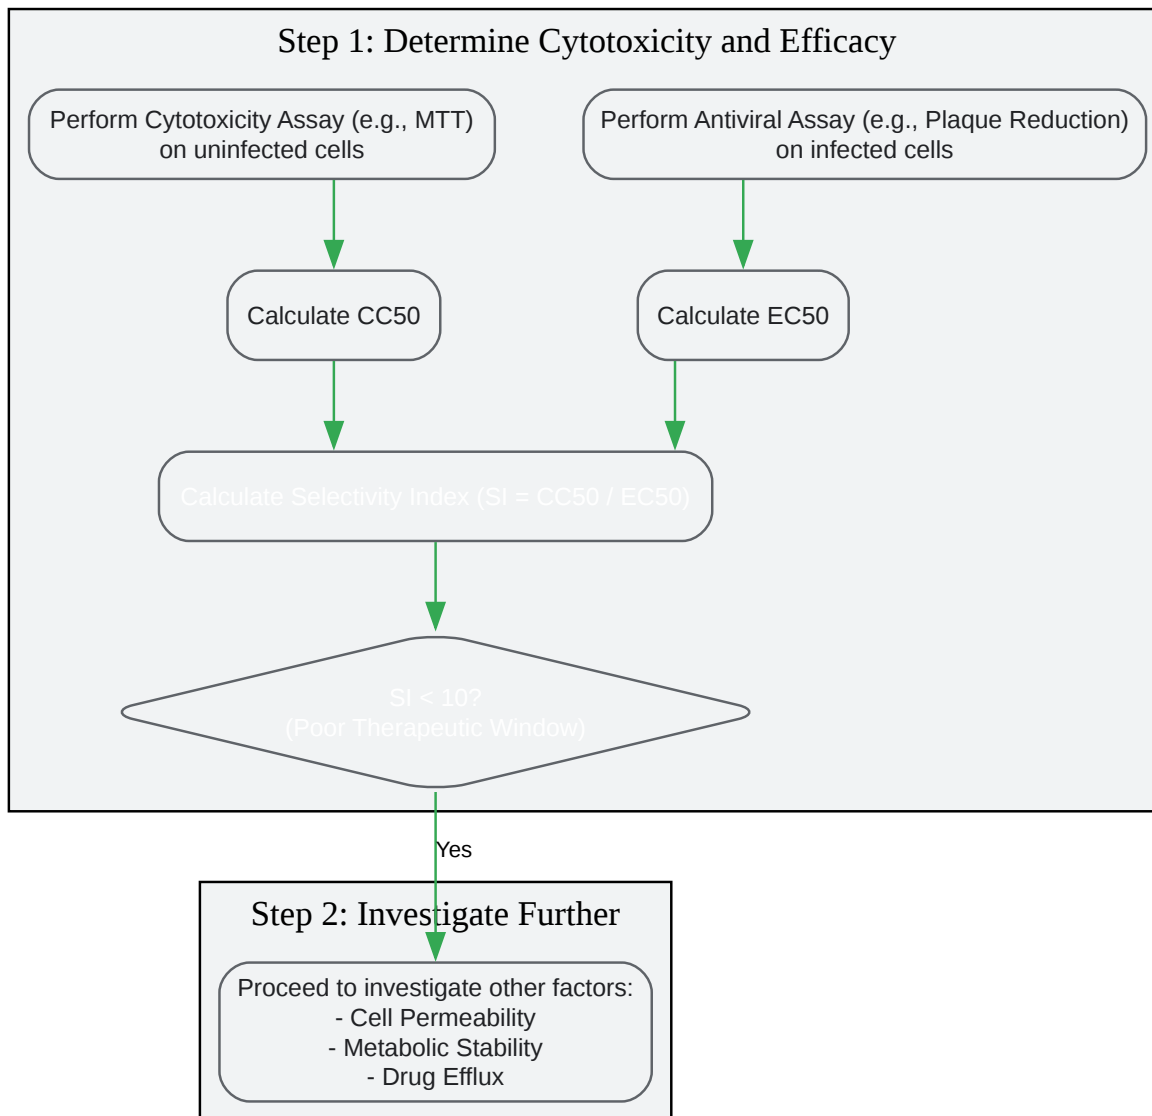 Step 1: Determine Cytotoxicity and Efficacy
Perform Cytotoxicity Assay (e.g., MTT)
on uninfected cells
Perform Antiviral Assay (e.g., Plaque Reduction)
on infected cells
Calculate CC50
Calculate EC50
Calculate Selectivity Index (SI = CC50 / EC50)
SI < 10?
(Poor Therapeutic Window)
Yes
Step 2: Investigate Further
Proceed to investigate other factors:
- Cell Permeability
- Metabolic Stability
- Drug Efflux